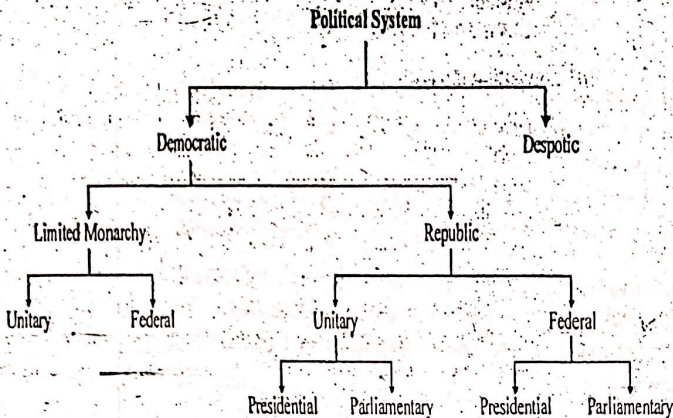 Political System
Democratic Despotic
Limited Monarchy Republic
Unitary Federal Unitary Federal
Presidential Parliamentary Presidential Parliamentary